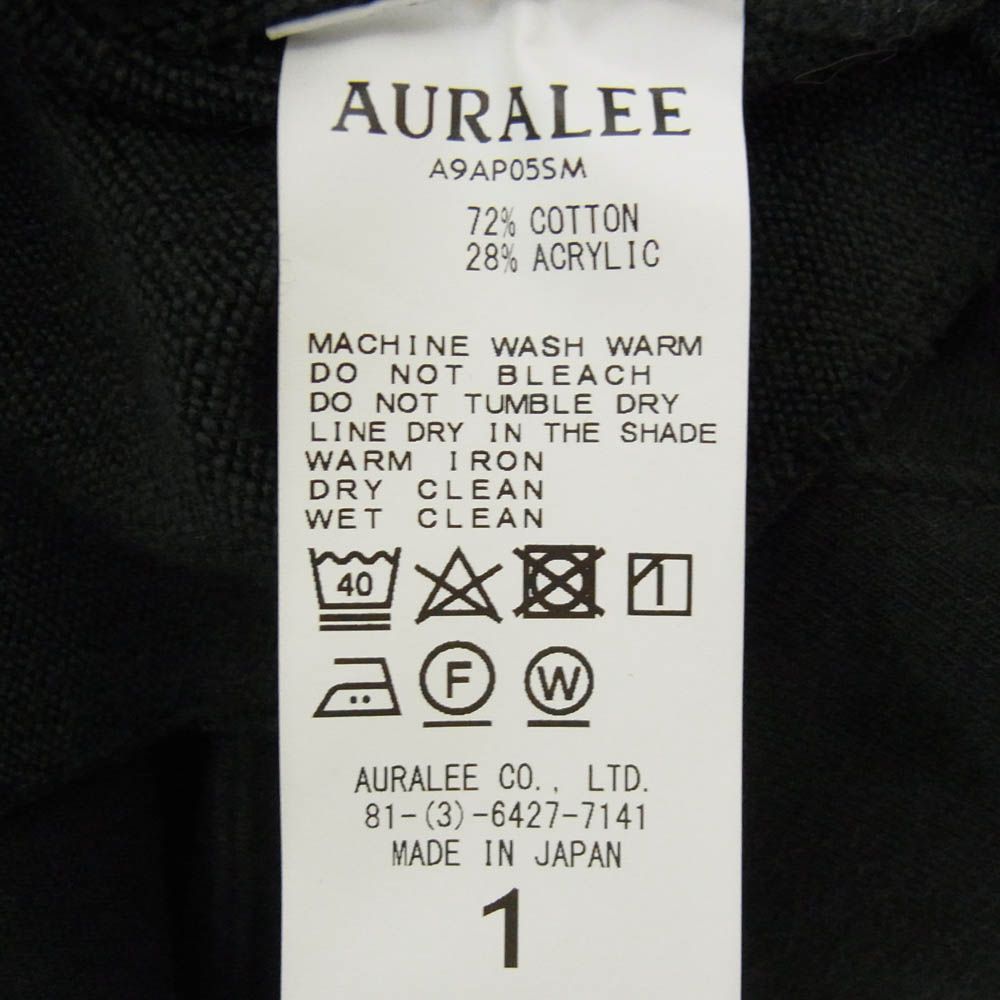 AURALEE
A9AP05SM
72% COTTON
28% ACRYLIC
MACHINE WASH WARM
DO NOT BLEACH
DO NOT TUMBLE DRY
LINE DRY IN THE SHADE
WARM IRON
DRY CLEAN
WET CLEAN
40
F W
AURALEE CO., LTD.
81-(3)-6427-7141
MADE IN JAPAN
1